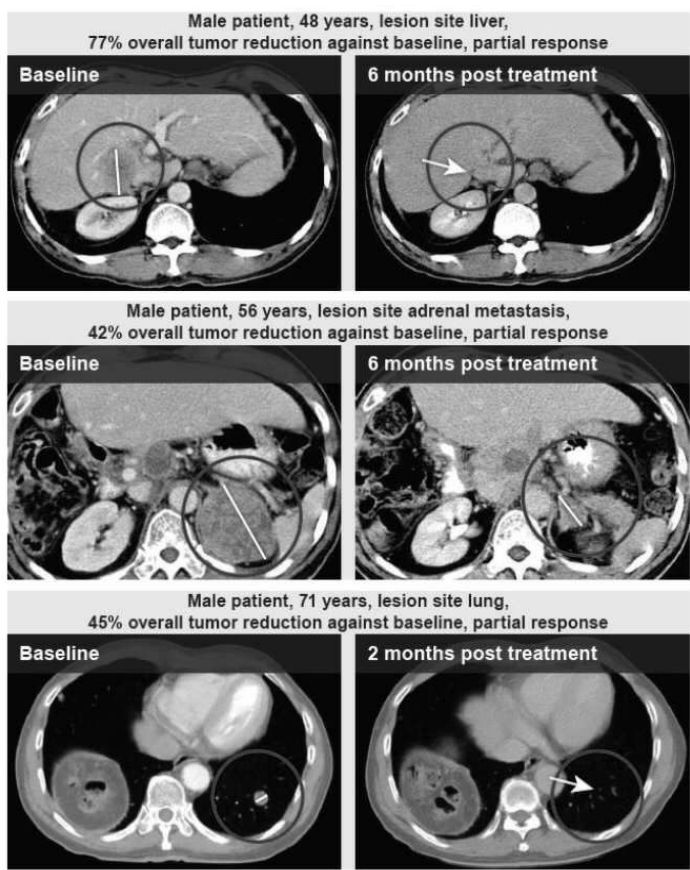 Male patient, 48 years, lesion site liver,
77% overall tumor reduction against baseline, partial response
Baseline
6 months post treatment
Male patient, 56 years, lesion site adrenal metastasis,
42% overall tumor reduction against baseline, partial response
Baseline
6 months post treatment
Male patient, 71 years, lesion site lung,
45% overall tumor reduction against baseline, partial response
Baseline
2 months post treatment